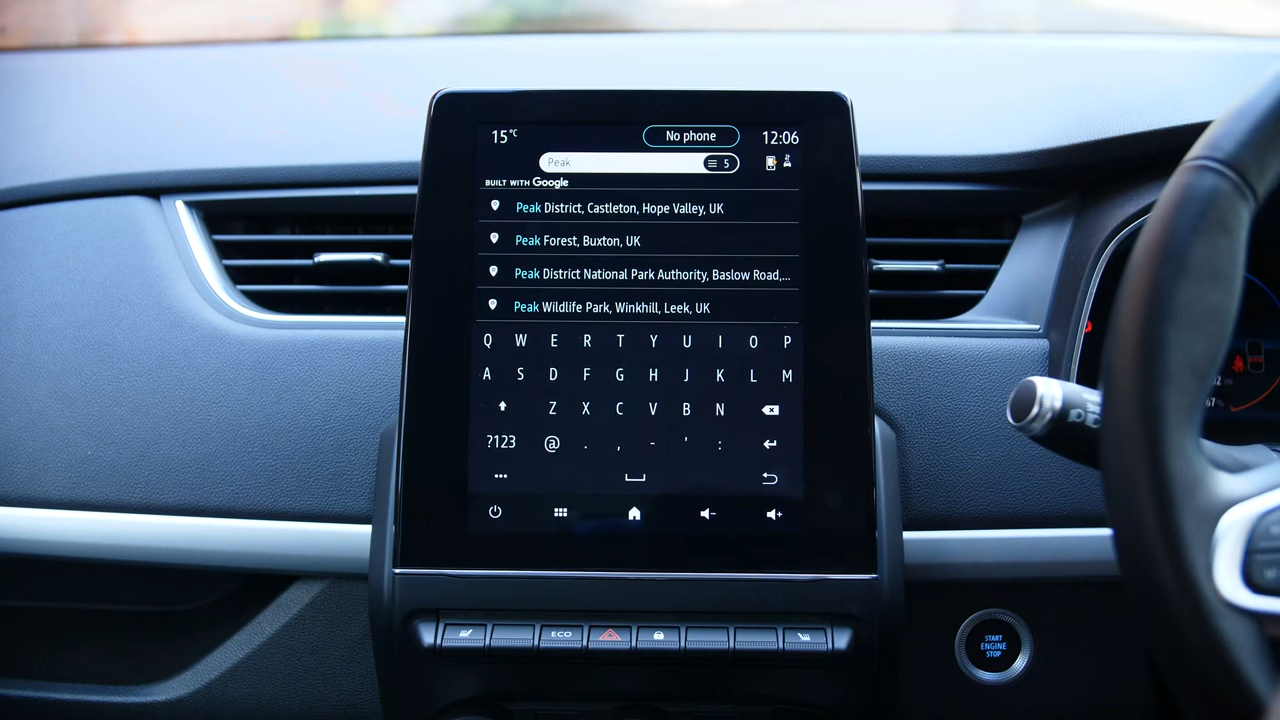 15°C No phone 12:06
Peak 5
BUILT WITH Google
Peak District, Castleton, Hope Valley, UK
Peak Forest, Buxton, UK
Peak District National Park Authority, Baslow Road,...
Peak Wildlife Park, Winkhill, Leek, UK
Q W E R T Y U I O P
A S D F G H J K L M
Z X C V B N
?123 @ . , - ' :
ECO
START
ENGINE
STOP